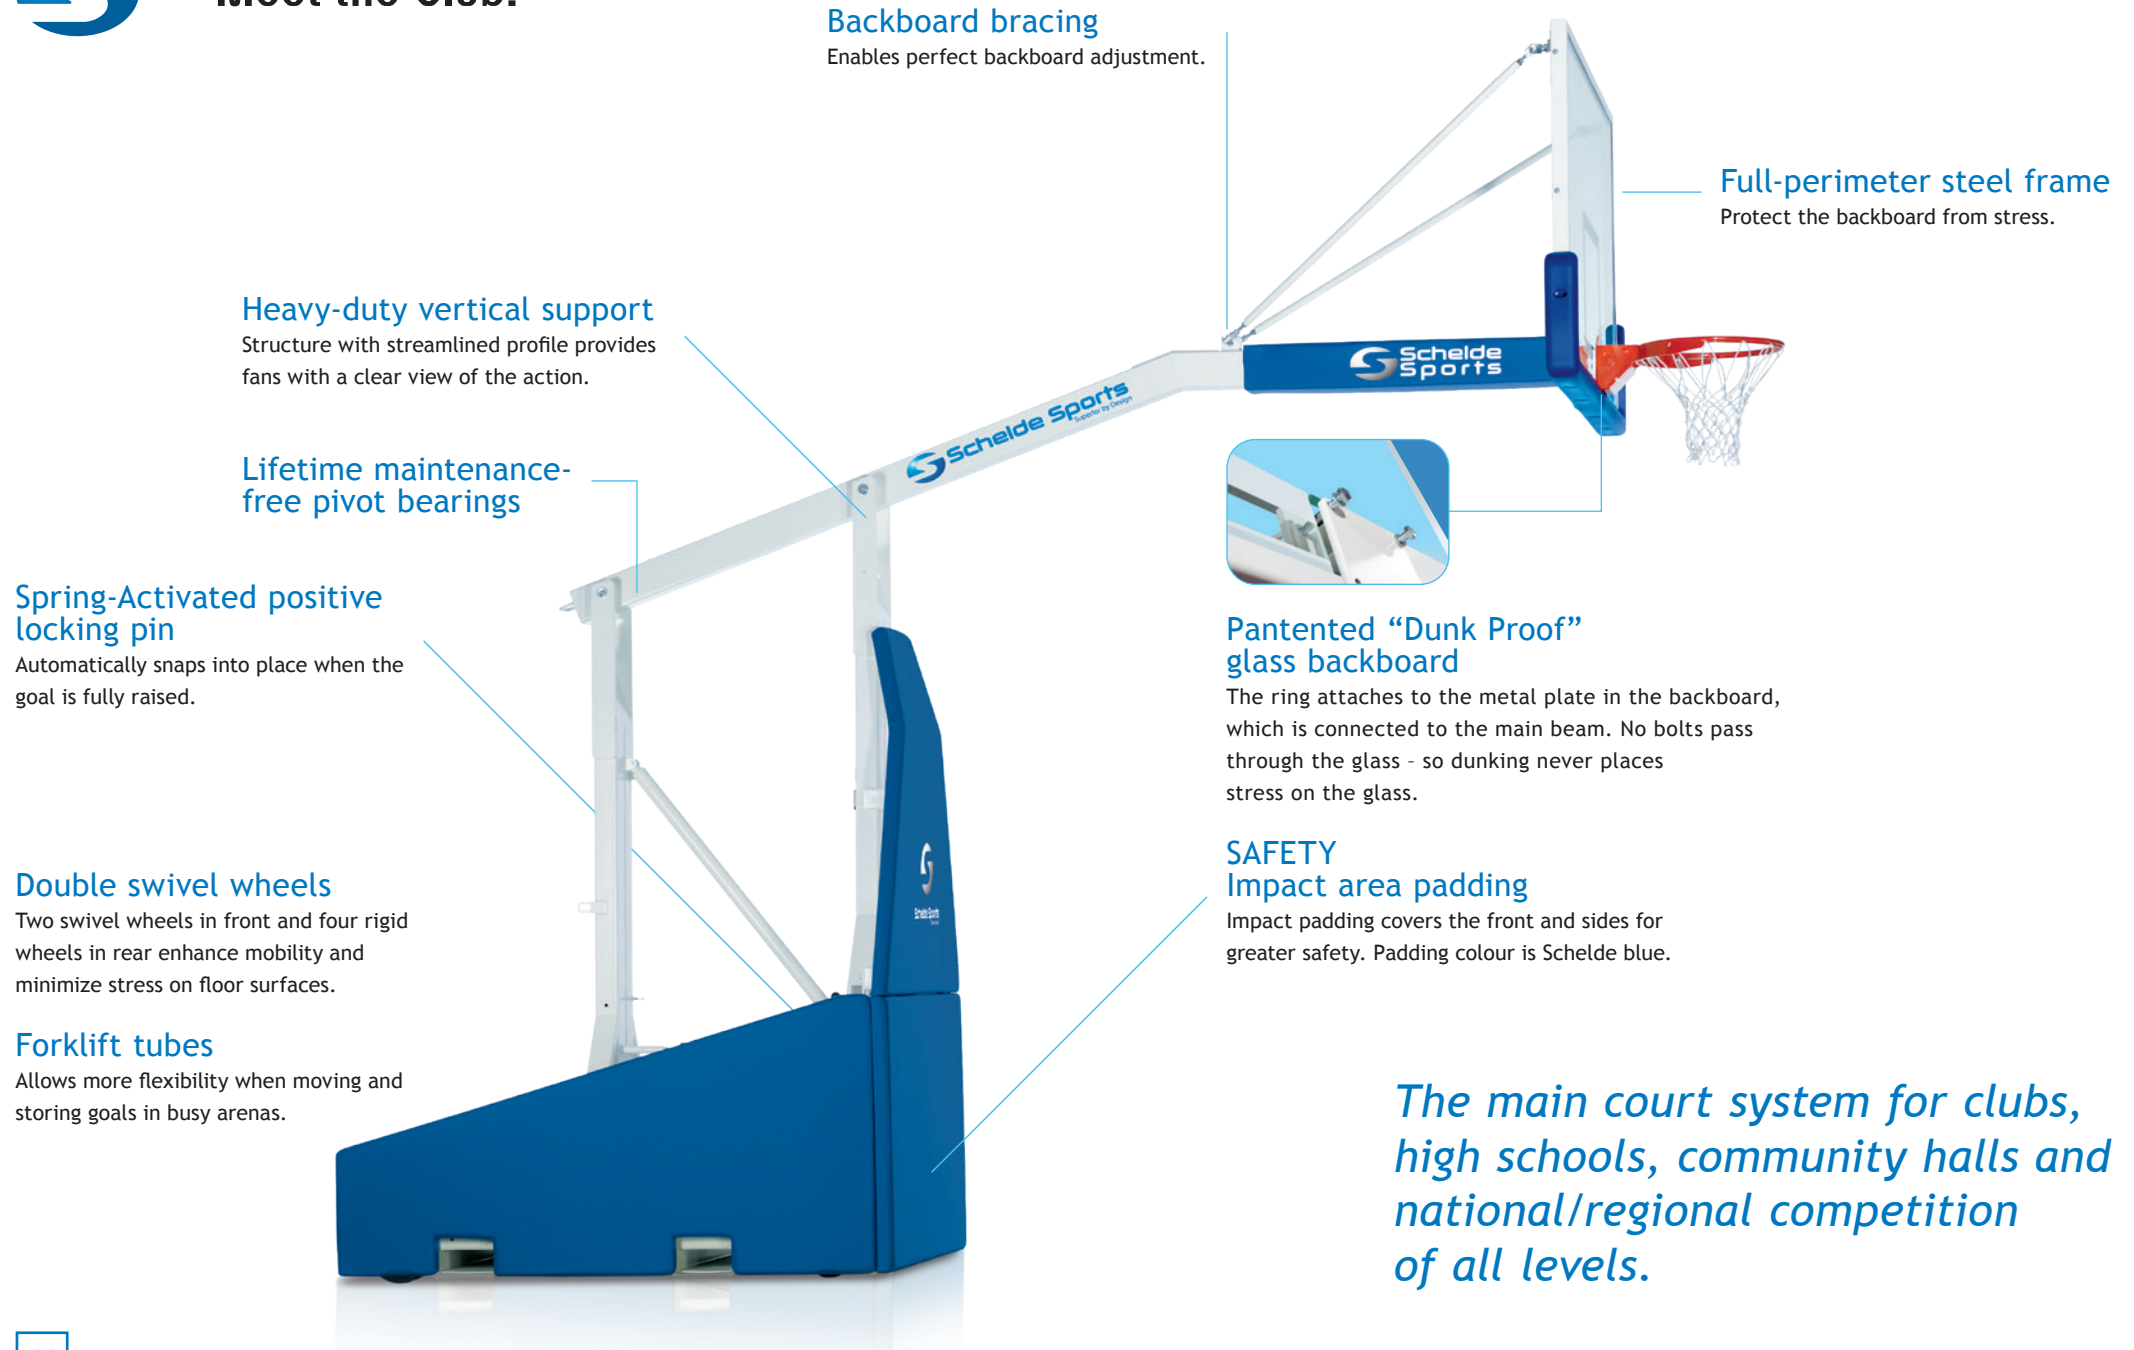 Meet the Club.
Backboard bracing
Enables perfect backboard adjustment.
Full-perimeter steel frame
Protect the backboard from stress.
Heavy-duty vertical support
Structure with streamlined profile provides
fans with a clear view of the action.
Schelde
Sports
Schelde Sports
Superior by Design
Lifetime maintenance-
free pivot bearings
Spring-Activated positive
locking pin
Automatically snaps into place when the
goal is fully raised.
Pantented “Dunk Proof”
glass backboard
The ring attaches to the metal plate in the backboard,
which is connected to the main beam. No bolts pass
through the glass – so dunking never places
stress on the glass.
Double swivel wheels
Two swivel wheels in front and four rigid
wheels in rear enhance mobility and
minimize stress on floor surfaces.
SAFETY
Impact area padding
Impact padding covers the front and sides for
greater safety. Padding colour is Schelde blue.
Schelde Sports
Forklift tubes
Allows more flexibility when moving and
storing goals in busy arenas.
The main court system for clubs,
high schools, community halls and
national/regional competition
of all levels.